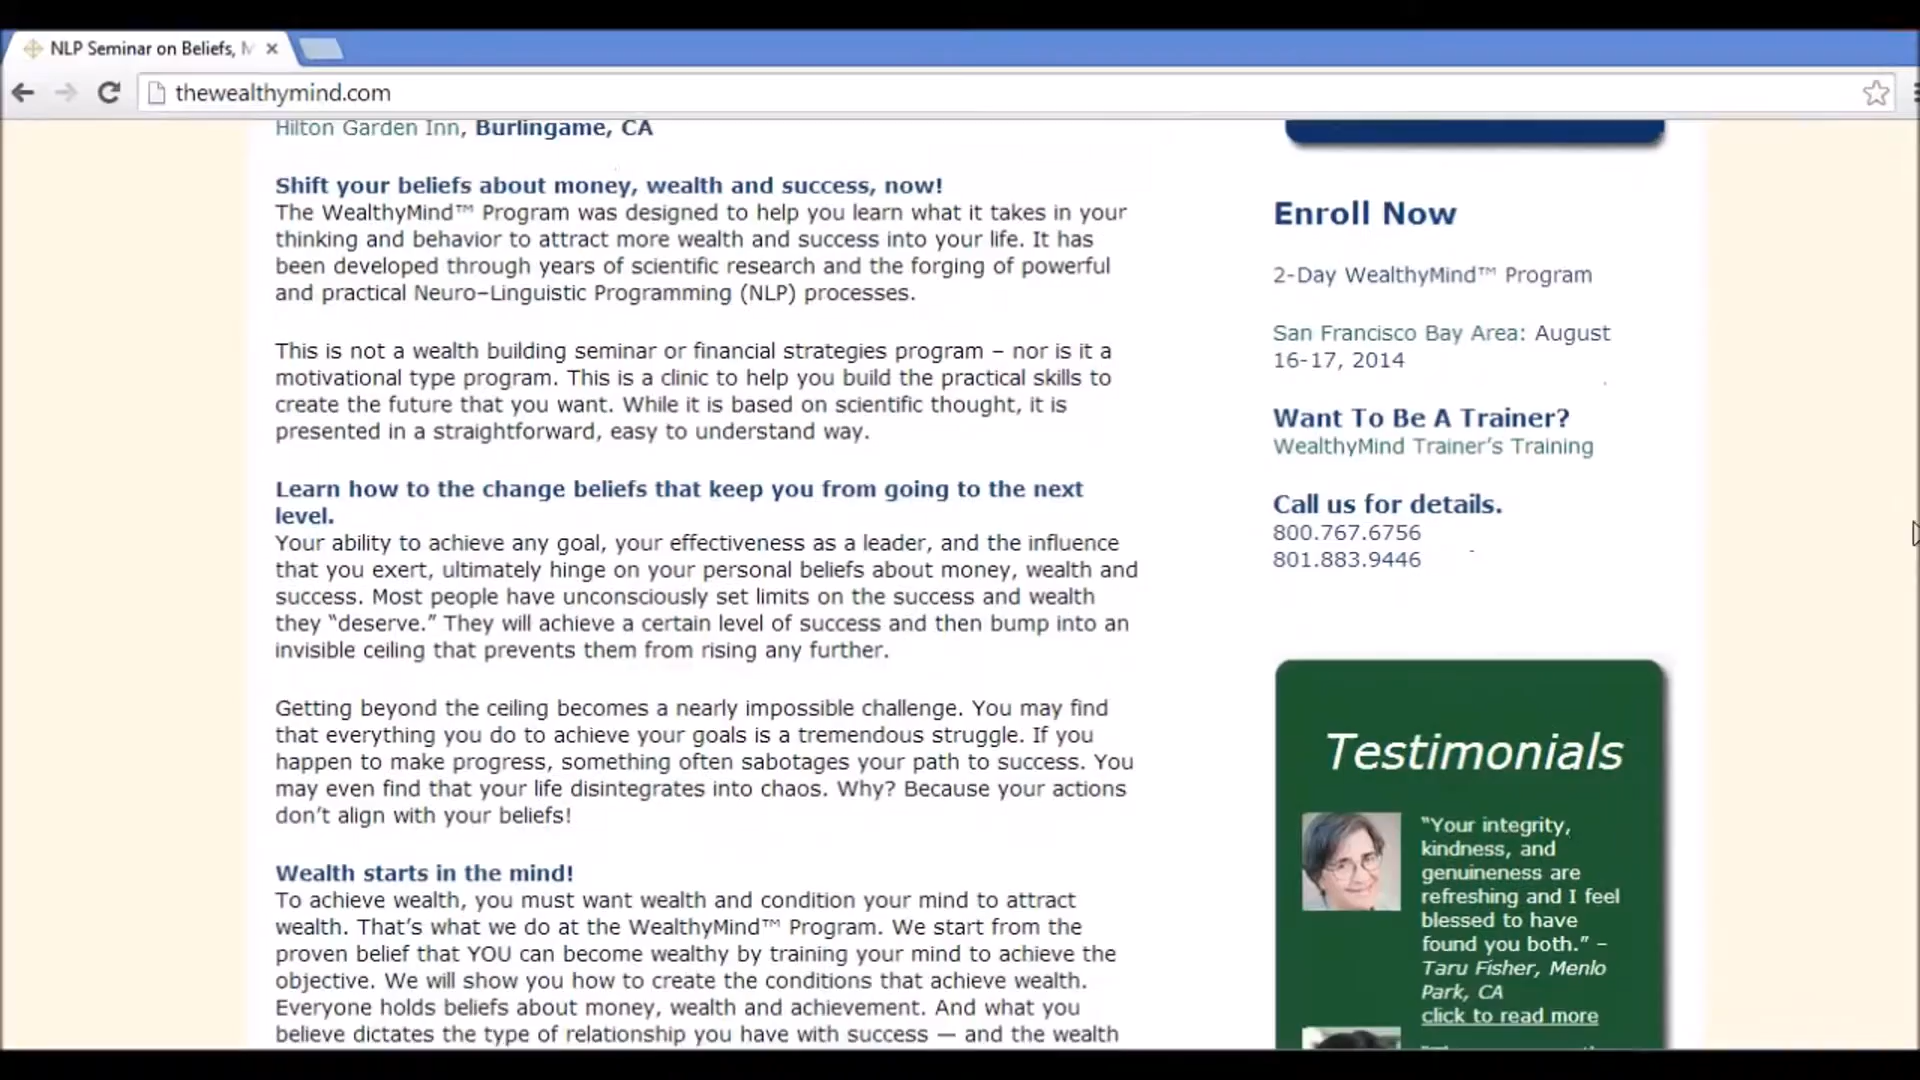 NLP Seminar on Beliefs,
thewealthymind.com
Hilton Garden Inn, Burlingame, CA
Shift your beliefs about money, wealth and success, now!
The WealthyMind™ Program was designed to help you learn what it takes in your
thinking and behavior to attract more wealth and success into your life. It has
been developed through years of scientific research and the forging of powerful
and practical Neuro–Linguistic Programming (NLP) processes.
This is not a wealth building seminar or financial strategies program – nor is it a
motivational type program. This is a clinic to help you build the practical skills to
create the future that you want. While it is based on scientific thought, it is
presented in a straightforward, easy to understand way.
Learn how to the change beliefs that keep you from going to the next
level.
Your ability to achieve any goal, your effectiveness as a leader, and the influence
that you exert, ultimately hinge on your personal beliefs about money, wealth and
success. Most people have unconsciously set limits on the success and wealth
they “deserve.” They will achieve a certain level of success and then bump into an
invisible ceiling that prevents them from rising any further.
Getting beyond the ceiling becomes a nearly impossible challenge. You may find
that everything you do to achieve your goals is a tremendous struggle. If you
happen to make progress, something often sabotages your path to success. You
may even find that your life disintegrates into chaos. Why? Because your actions
don’t align with your beliefs!
Wealth starts in the mind!
To achieve wealth, you must want wealth and condition your mind to attract
wealth. That’s what we do at the WealthyMind™ Program. We start from the
proven belief that YOU can become wealthy by training your mind to achieve the
objective. We will show you how to create the conditions that achieve wealth.
Everyone holds beliefs about money, wealth and achievement. And what you
believe dictates the type of relationship you have with success — and the wealth
Enroll Now
2-Day WealthyMind™ Program
San Francisco Bay Area: August
16-17, 2014
Want To Be A Trainer?
WealthyMind Trainer’s Training
Call us for details.
800.767.6756
801.883.9446
Testimonials
“Your integrity,
kindness, and
genuineness are
refreshing and I feel
blessed to have
found you both.” –
Taru Fisher, Menlo
Park, CA
click to read more